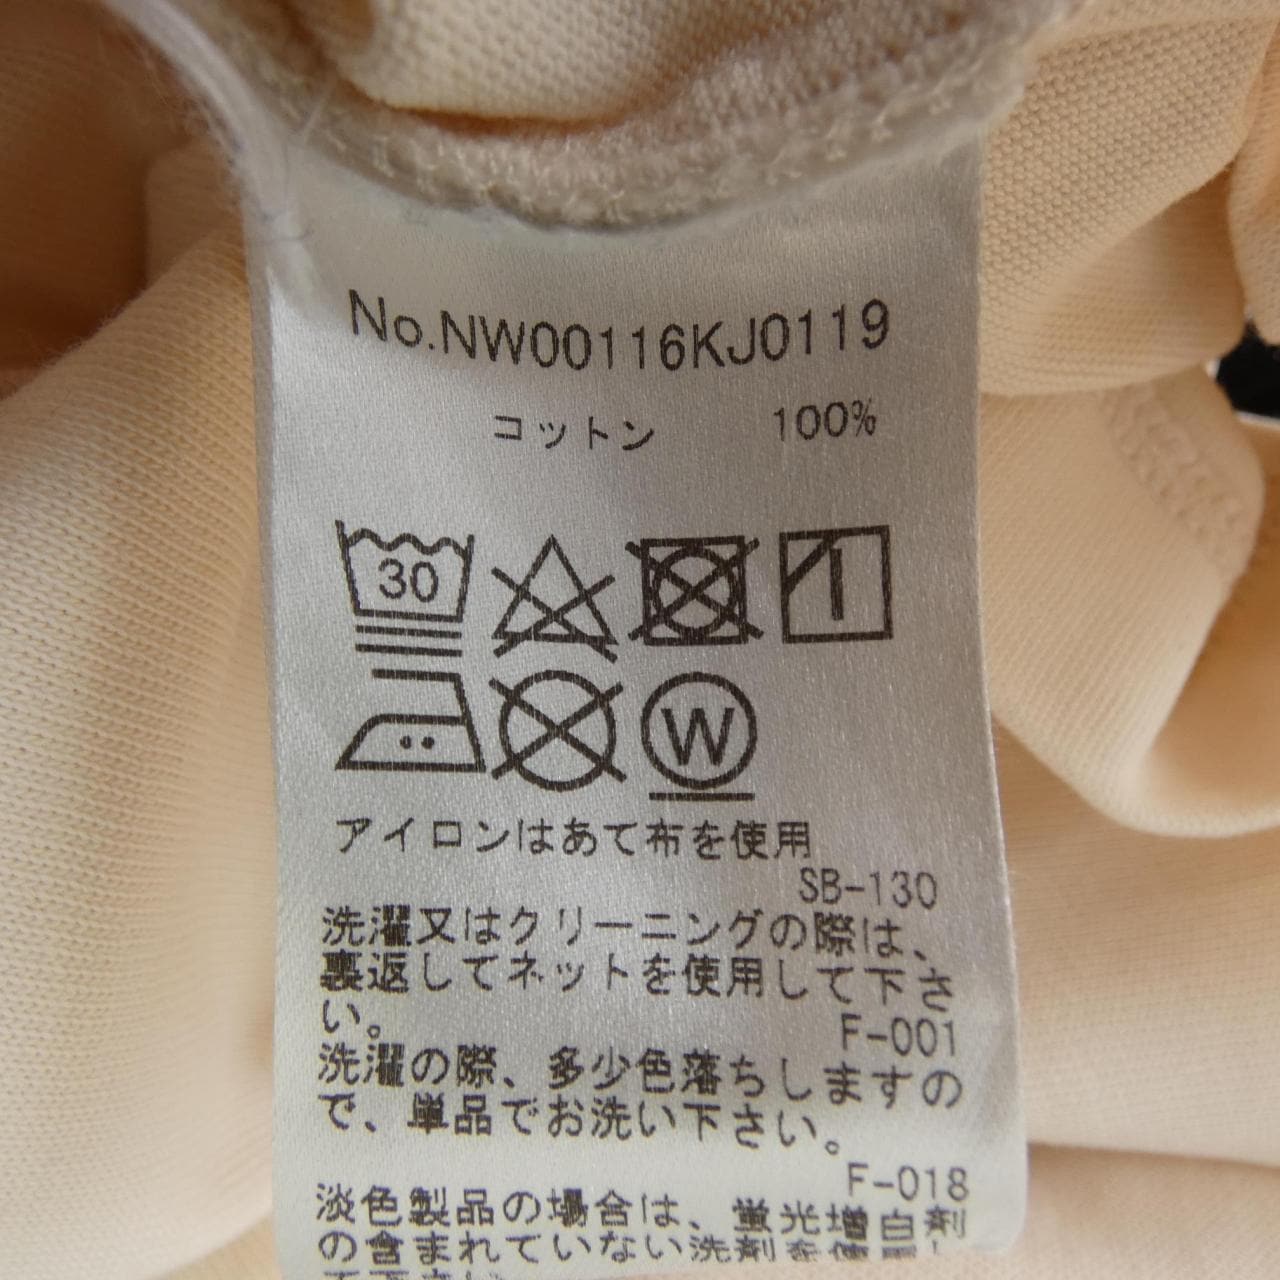 No.NW00116KJ0119
コットン 100%
30
W
アイロンはあて布を使用
SB-130
洗濯又はクリーニングの際は、
裏返してネットを使用して下さ
い。
F-001
洗濯の際、多少色落ちしますの
で、単品でお洗い下さい。
F-018
淡色製品の場合は、蛍光増白剤
の含まれていない洗剤を使用し